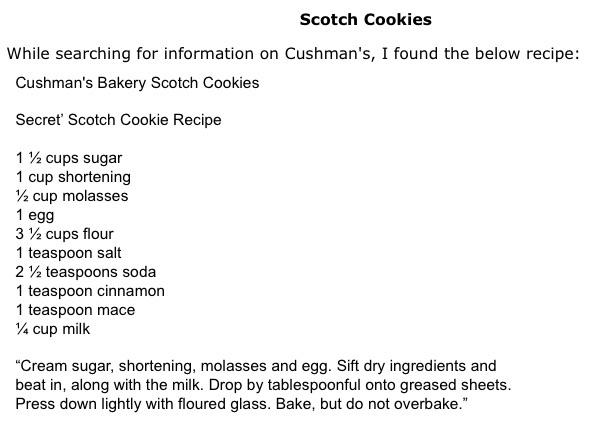 Scotch Cookies
While searching for information on Cushman's, I found the below recipe:
Cushman's Bakery Scotch Cookies
Secret’ Scotch Cookie Recipe
1 ½ cups sugar
1 cup shortening
½ cup molasses
1 egg
3 ½ cups flour
1 teaspoon salt
2 ½ teaspoons soda
1 teaspoon cinnamon
1 teaspoon mace
¼ cup milk
“Cream sugar, shortening, molasses and egg. Sift dry ingredients and
beat in, along with the milk. Drop by tablespoonful onto greased sheets.
Press down lightly with floured glass. Bake, but do not overbake.”